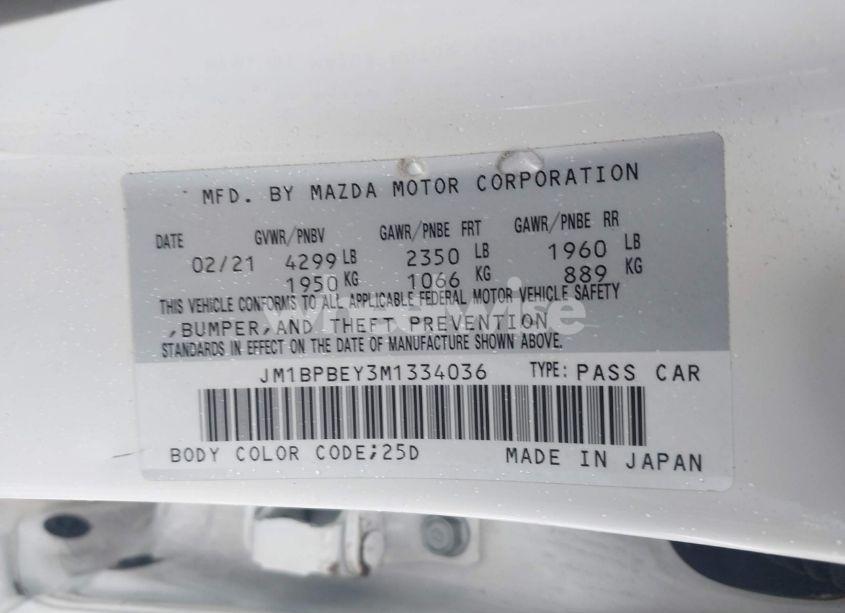 MFD. BY MAZDA MOTOR CORPORATION
DATE GVWR/PNBV GAWR/PNBE FRT GAWR/PNBE RR
02/21 4299 LB 2350 LB 1960 LB
1950 KG 1066 KG 889 KG
THIS VEHICLE CONFORMS TO ALL APPLICABLE FEDERAL MOTOR VEHICLE SAFETY
,BUMPER,AND THEFT PREVENTION
STANDARDS IN EFFECT ON THE DATE OF MANUFACTURE SHOWN ABOVE.
JM1BPBEY3M1334036 TYPE: PASS CAR
BODY COLOR CODE;25D MADE IN JAPAN